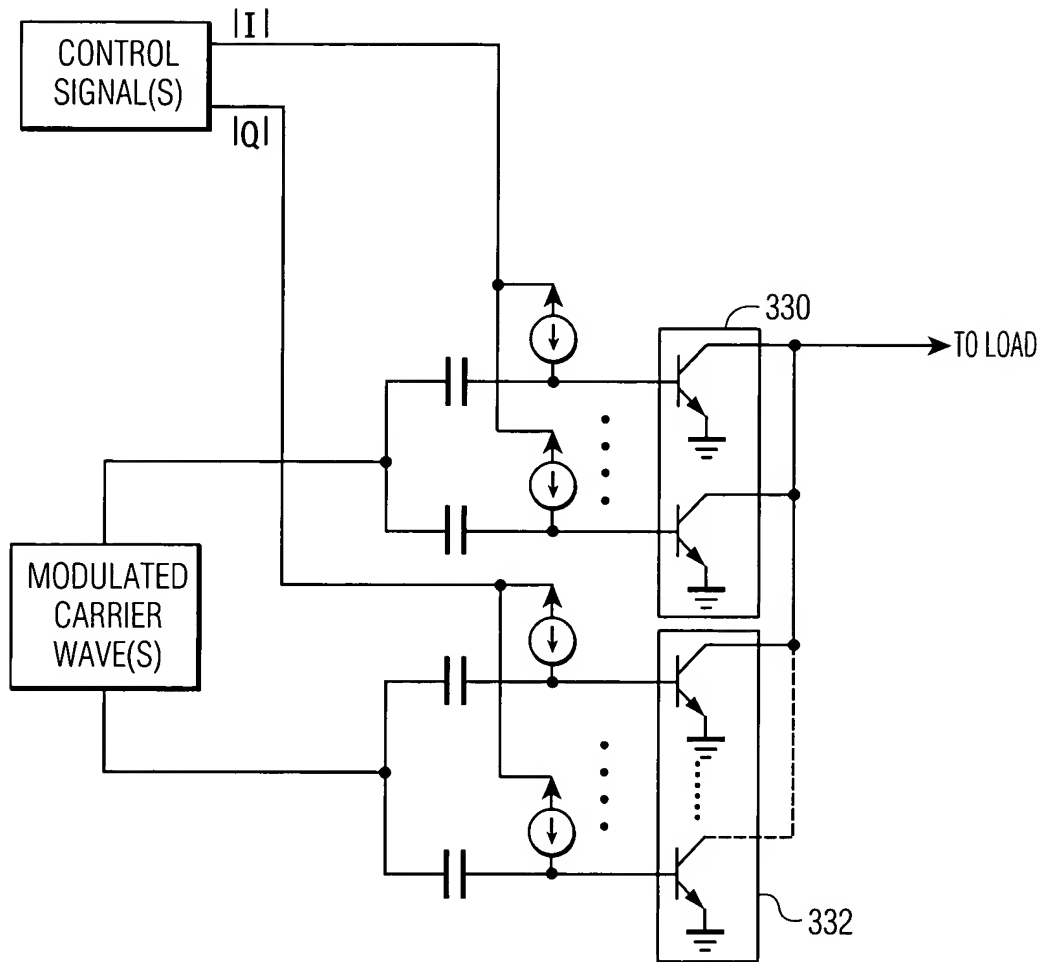 |I|
CONTROL
SIGNAL(S)
|Q|
330
TO LOAD
MODULATED
CARRIER
WAVE(S)
332